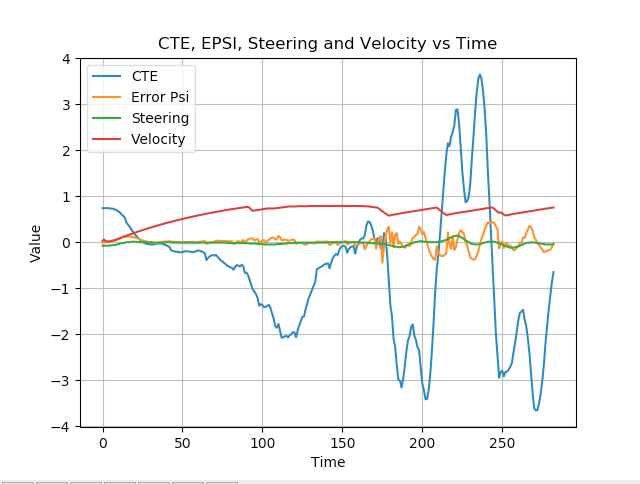 CTE, EPSI, Steering and Velocity vs Time
CTE
Error Psi
Steering
Velocity
4
3
2
1
0
−1
−2
−3
−4
Value
0 50 100 150 200 250
Time